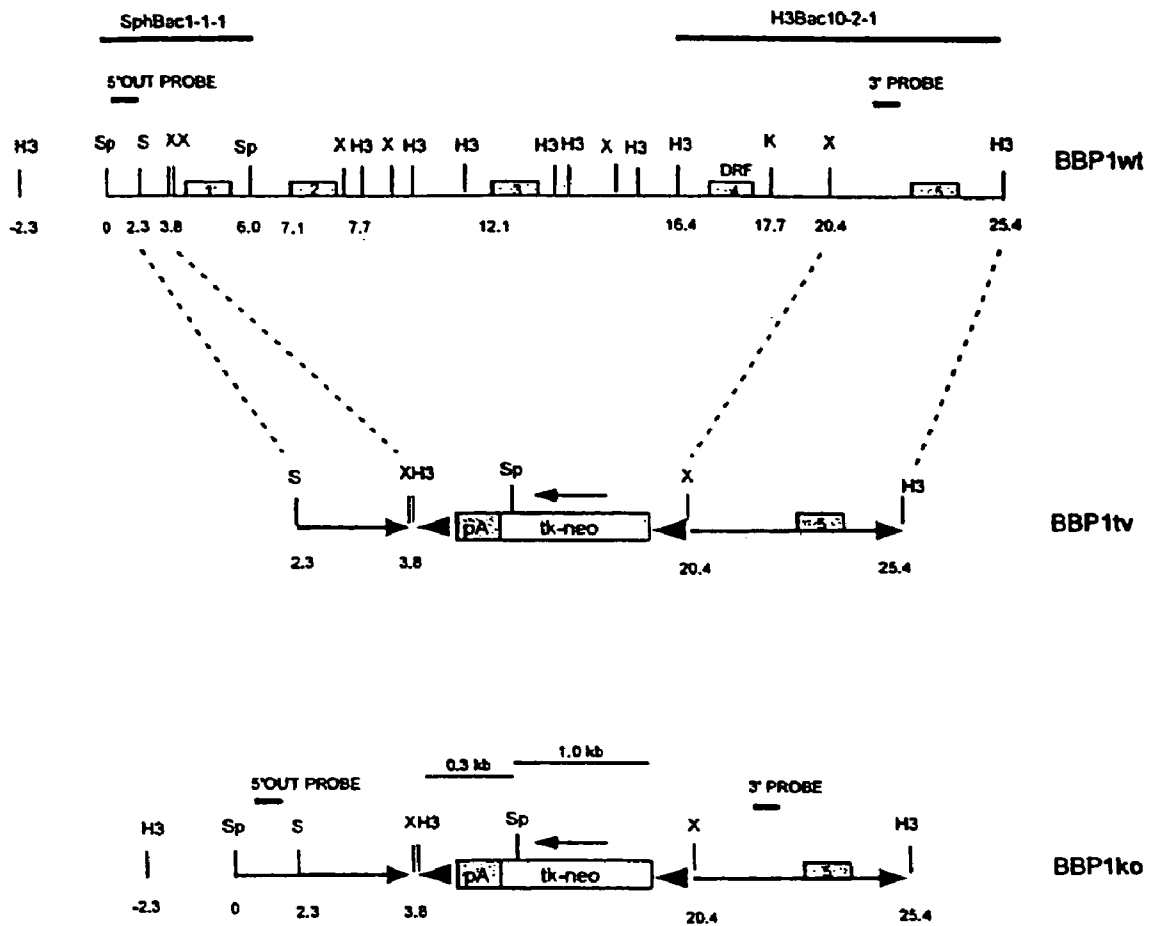 SphBac1-1-1 H3Bac10-2-1
5'OUT PROBE 3' PROBE
H3 Sp S XX Sp X H3 X H3 H3 H3 H3 X H3 H3 K X H3 BBP1wt
DRF
1 2 3 4 5
-2.3 0 2.3 3.8 6.0 7.1 7.7 12.1 16.4 17.7 20.4 25.4
S XH3 Sp X H3
pA tk-neo 5 BBP1tv
2.3 3.8 20.4 25.4
0.3 kb 1.0 kb
5'OUT PROBE 3' PROBE
H3 Sp S XH3 Sp X H3
pA tk-neo 5 BBP1ko
-2.3 0 2.3 3.8 20.4 25.4